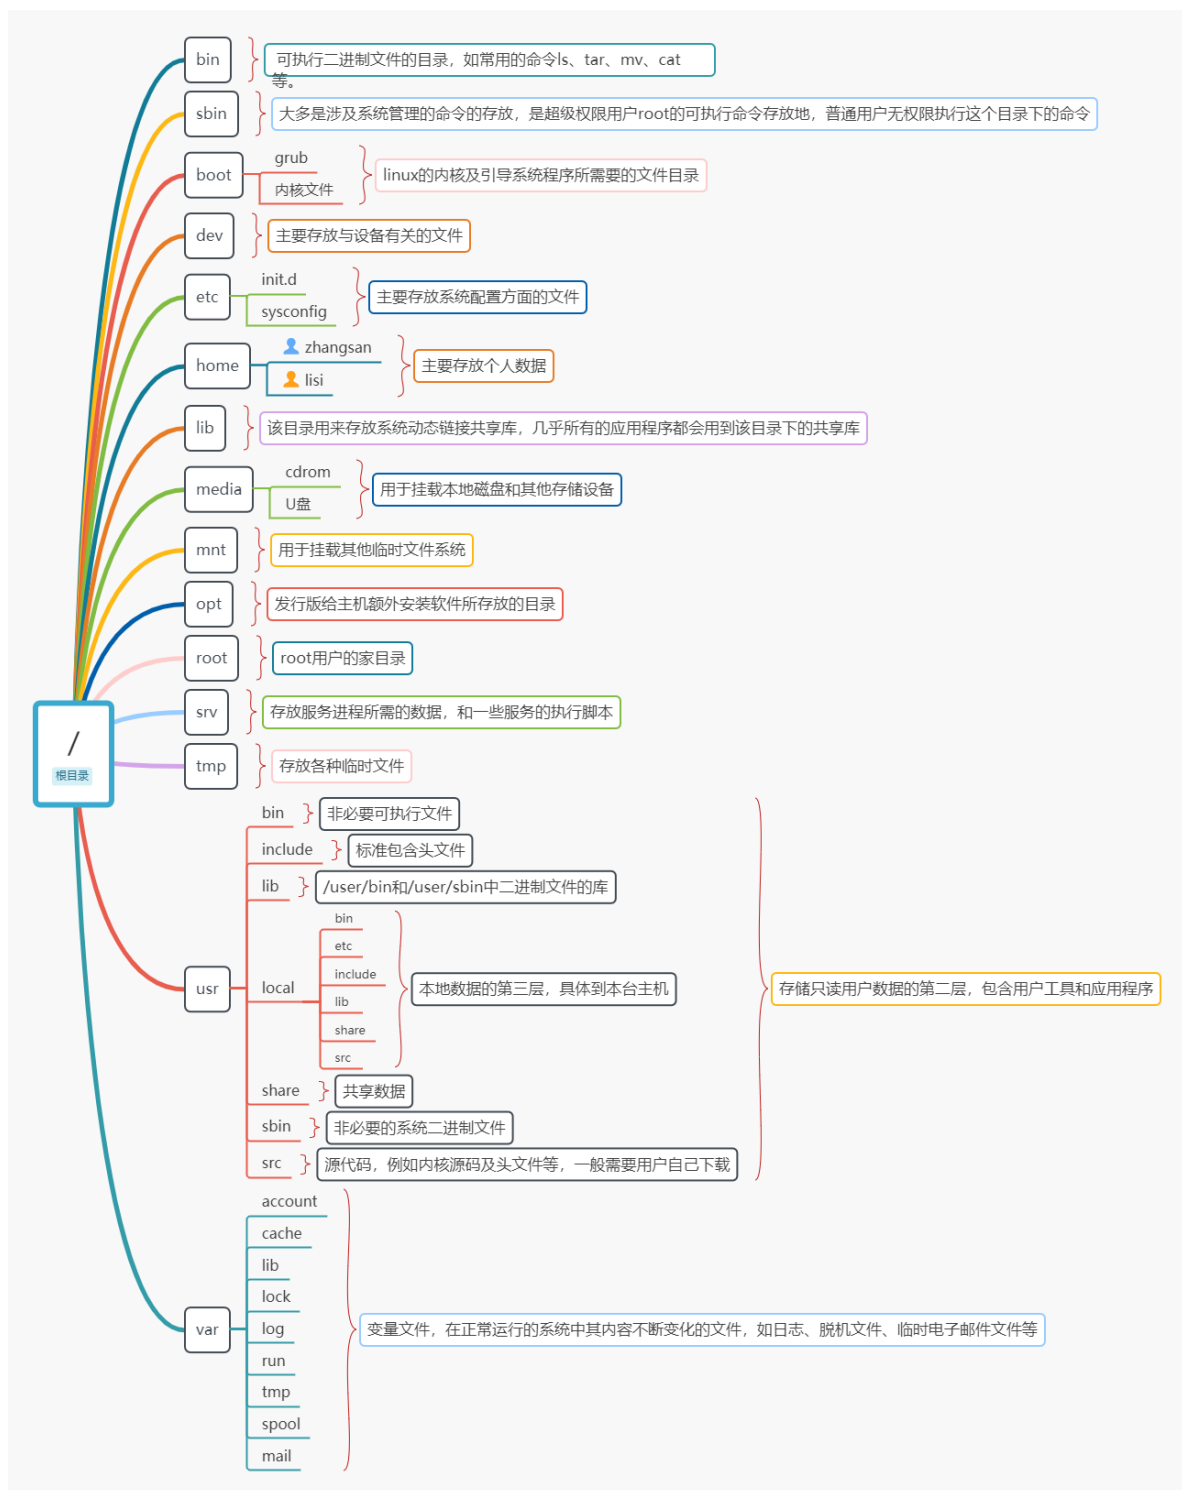 /
根目录
bin
可执行二进制文件的目录，如常用的命令ls、tar、mv、cat
等。
sbin
大多是涉及系统管理的命令的存放，是超级权限用户root的可执行命令存放地，普通用户无权限执行这个目录下的命令
boot
grub
内核文件
linux的内核及引导系统程序所需要的文件目录
dev
主要存放与设备有关的文件
etc
init.d
sysconfig
主要存放系统配置方面的文件
home
zhangsan
lisi
主要存放个人数据
lib
该目录用来存放系统动态链接共享库，几乎所有的应用程序都会用到该目录下的共享库
media
cdrom
U盘
用于挂载本地磁盘和其他存储设备
mnt
用于挂载其他临时文件系统
opt
发行版给主机额外安装软件所存放的目录
root
root用户的家目录
srv
存放服务进程所需的数据，和一些服务的执行脚本
tmp
存放各种临时文件
usr
bin
非必要可执行文件
include
标准包含头文件
lib
/user/bin和/user/sbin中二进制文件的库
local
bin
etc
include
lib
share
src
本地数据的第三层，具体到本台主机
share
共享数据
sbin
非必要的系统二进制文件
src
源代码，例如内核源码及头文件等，一般需要用户自己下载
存储只读用户数据的第二层，包含用户工具和应用程序
var
account
cache
lib
lock
log
run
tmp
spool
mail
变量文件，在正常运行的系统中其内容不断变化的文件，如日志、脱机文件、临时电子邮件文件等